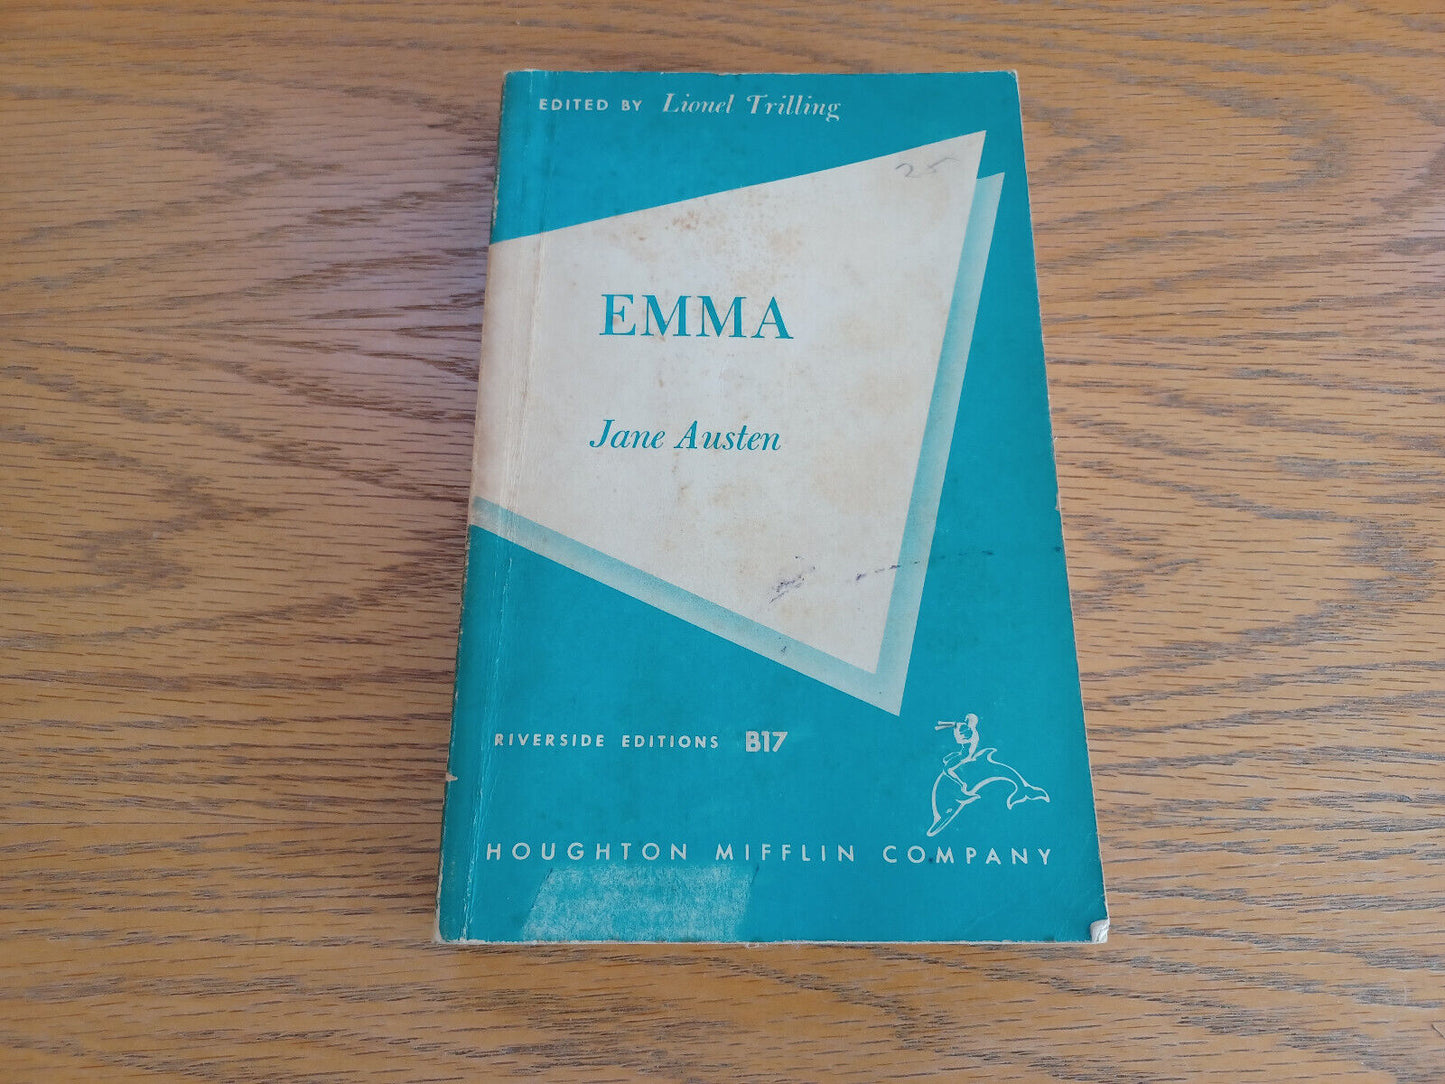 EDITED BY Lionel Trilling
25
EMMA
Jane Austen
RIVERSIDE EDITIONS B17
HOUGHTON MIFFLIN COMPANY